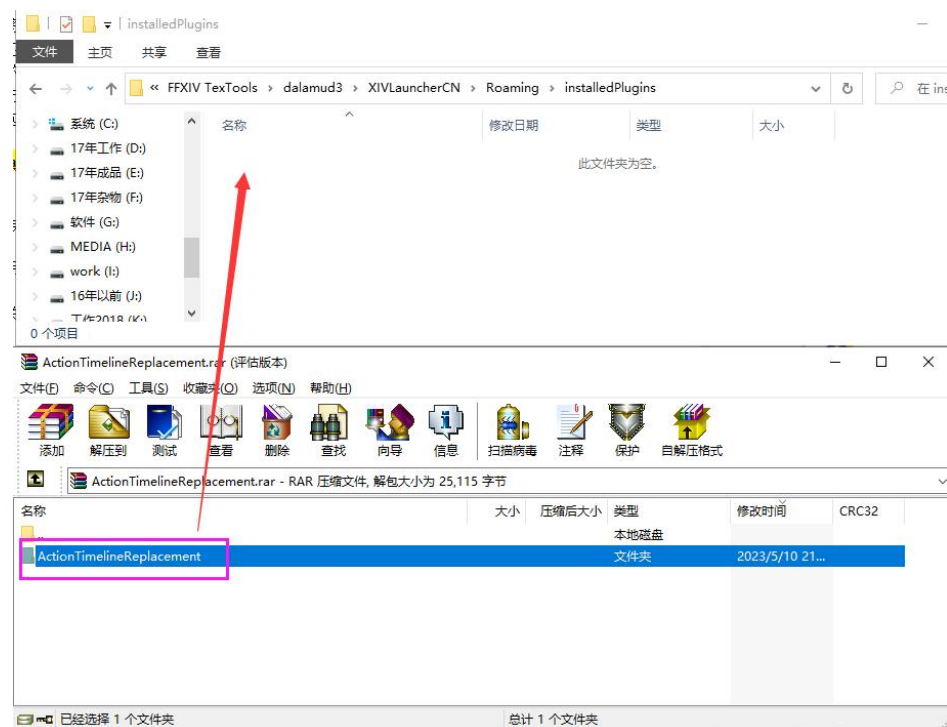 installedPlugins
文件 主页 共享 查看
« FFXIV TexTools › dalamud3 › XIVLauncherCN › Roaming › installedPlugins 在 ins
名称 修改日期 类型 大小
系统 (C:)
17年工作 (D:)
此文件夹为空。
17年成品 (E:)
17年杂物 (F:)
软件 (G:)
MEDIA (H:)
work (I:)
16年以前 (J:)
工作2018 (K:)
0 个项目
ActionTimelineReplacement.rar (评估版本)
文件(F) 命令(C) 工具(S) 收藏夹(O) 选项(N) 帮助(H)
添加 解压到 测试 查看 删除 查找 向导 信息 扫描病毒 注释 保护 自解压格式
ActionTimelineReplacement.rar - RAR 压缩文件, 解包大小为 25,115 字节
名称 大小 压缩后大小 类型 修改时间 CRC32
.. 本地磁盘
ActionTimelineReplacement 文件夹 2023/5/10 21...
已经选择 1 个文件夹 总计 1 个文件夹